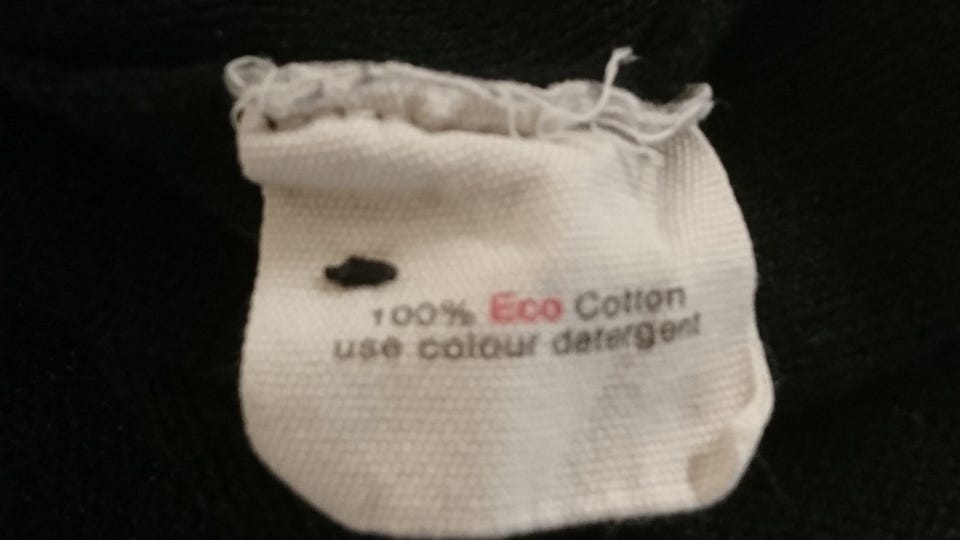 100% Eco Cotton
use colour detergent